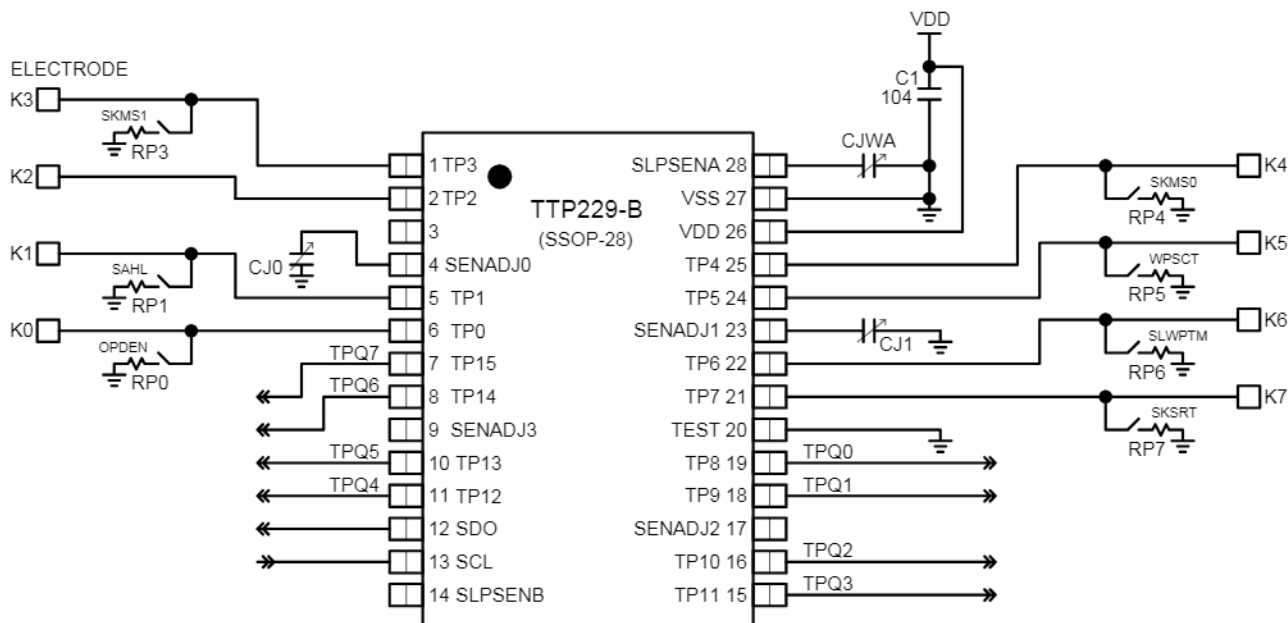 VDD
ELECTRODE
K3
SKMS1
RP3
K2
K1
SAHL
RP1
K0
OPDEN
RP0
CJ0
TPQ7
TPQ6
TPQ5
TPQ4
1 TP3
2 TP2
3
4 SENADJ0
5 TP1
6 TP0
7 TP15
8 TP14
9 SENADJ3
10 TP13
11 TP12
12 SDO
13 SCL
14 SLPSENB
TTP229-B
(SSOP-28)
SLPSENA 28
VSS 27
VDD 26
TP4 25
TP5 24
SENADJ1 23
TP6 22
TP7 21
TEST 20
TP8 19
TP9 18
SENADJ2 17
TP10 16
TP11 15
C1
104
CJWA
CJ1
TPQ0
TPQ1
TPQ2
TPQ3
K4
SKMS0
RP4
K5
WPSCT
RP5
K6
SLWPTM
RP6
K7
SKSRT
RP7